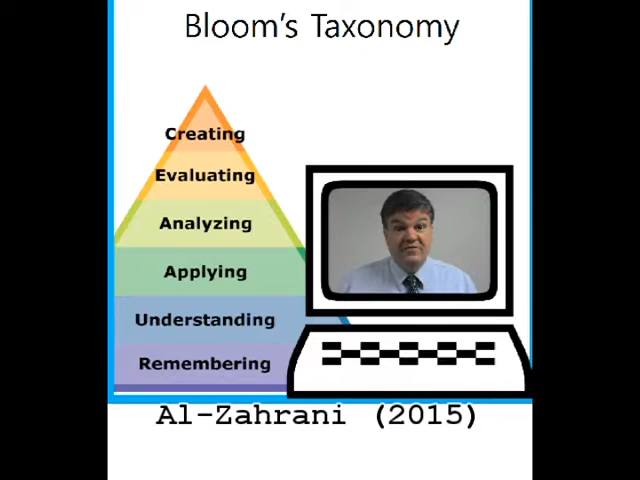 Bloom's Taxonomy
Creating
Evaluating
Analyzing
Applying
Understanding
Remembering
Al-Zahrani (2015)